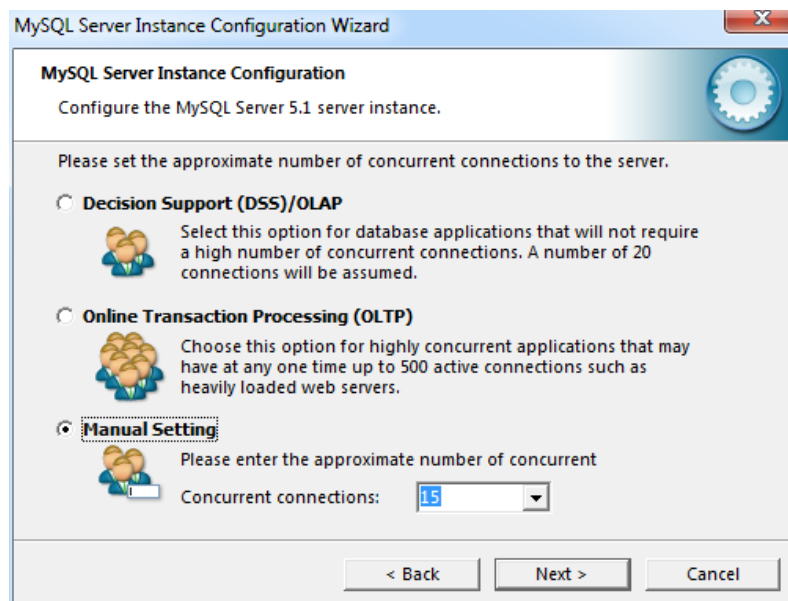 MySQL Server Instance Configuration Wizard
MySQL Server Instance Configuration
Configure the MySQL Server 5.1 server instance.
Please set the approximate number of concurrent connections to the server.
Decision Support (DSS)/OLAP
Select this option for database applications that will not require
a high number of concurrent connections. A number of 20
connections will be assumed.
Online Transaction Processing (OLTP)
Choose this option for highly concurrent applications that may
have at any one time up to 500 active connections such as
heavily loaded web servers.
Manual Setting
Please enter the approximate number of concurrent
Concurrent connections: 15
< Back Next > Cancel